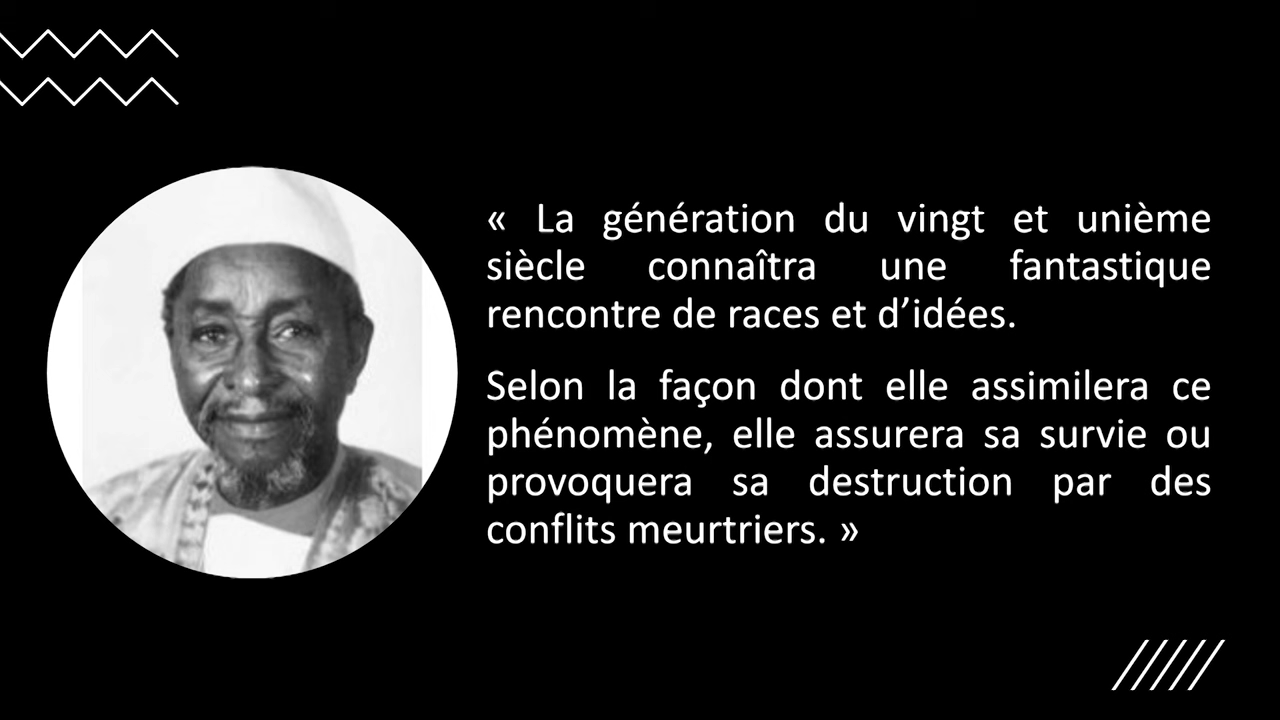 « La génération du vingt et unième
siècle connaîtra une fantastique
rencontre de races et d’idées.
Selon la façon dont elle assimilera ce
phénomène, elle assurera sa survie ou
provoquera sa destruction par des
conflits meurtriers. »